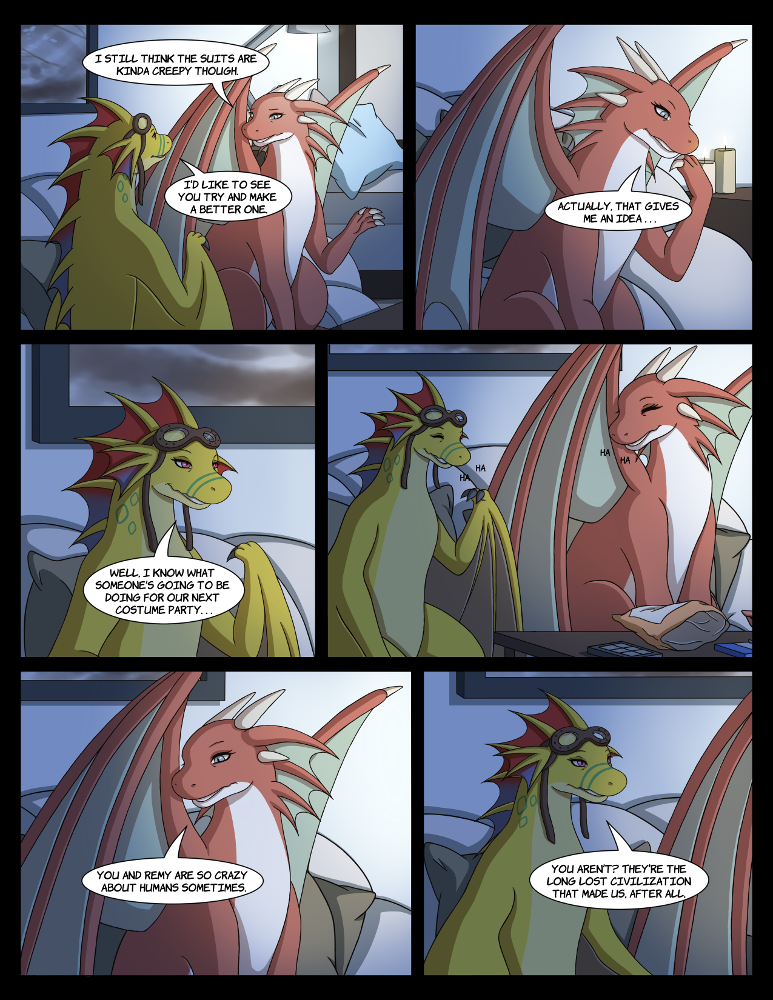 I STILL THINK THE SUITS ARE
KINDA CREEPY THOUGH.
I'D LIKE TO SEE
YOU TRY AND MAKE
A BETTER ONE.
ACTUALLY, THAT GIVES
ME AN IDEA . . .
WELL, I KNOW WHAT
SOMEONE'S GOING TO BE
DOING FOR OUR NEXT
COSTUME PARTY. . .
HA
HA
HA
HA
YOU AND REMY ARE SO CRAZY
ABOUT HUMANS SOMETIMES.
YOU AREN'T? THEY'RE THE
LONG LOST CIVILIZATION
THAT MADE US, AFTER ALL.